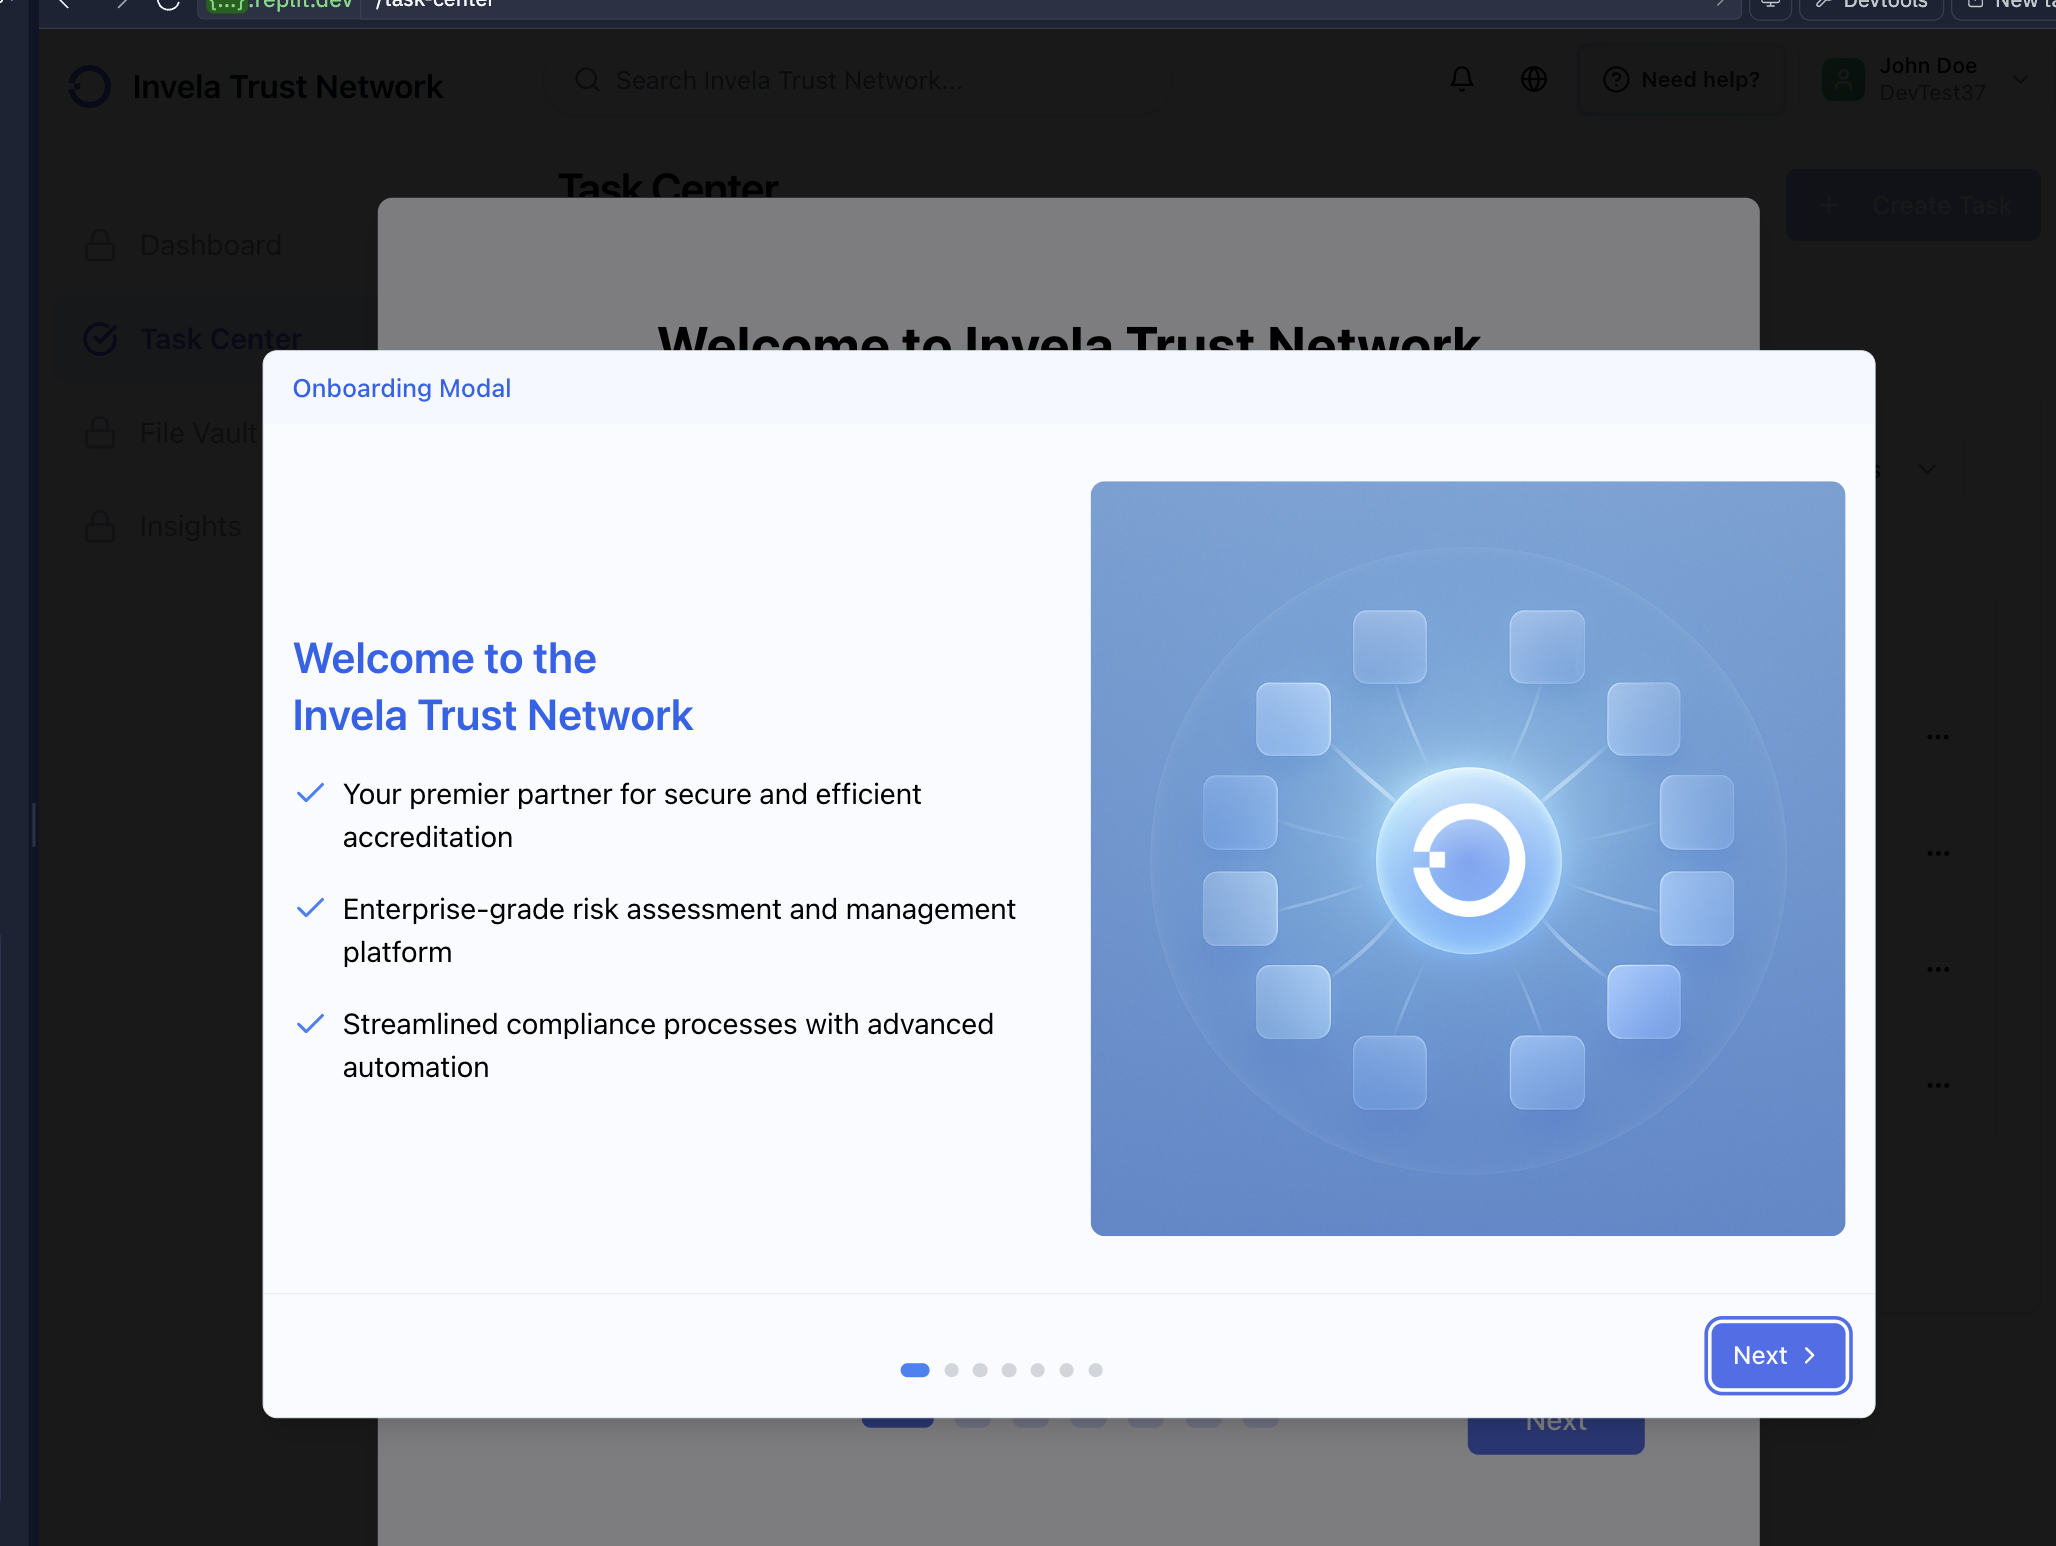 {...}.replit.dev /task-center
Devtools
New ta
Invela Trust Network
Search Invela Trust Network...
Need help?
John Doe
DevTest37
Task Center
Create Task
Dashboard
Task Center
File Vault
Insights
Welcome to Invela Trust Network
Onboarding Modal
s
Welcome to the
Invela Trust Network
Your premier partner for secure and efficient
accreditation
Enterprise-grade risk assessment and management
platform
Streamlined compliance processes with advanced
automation
Next
Next